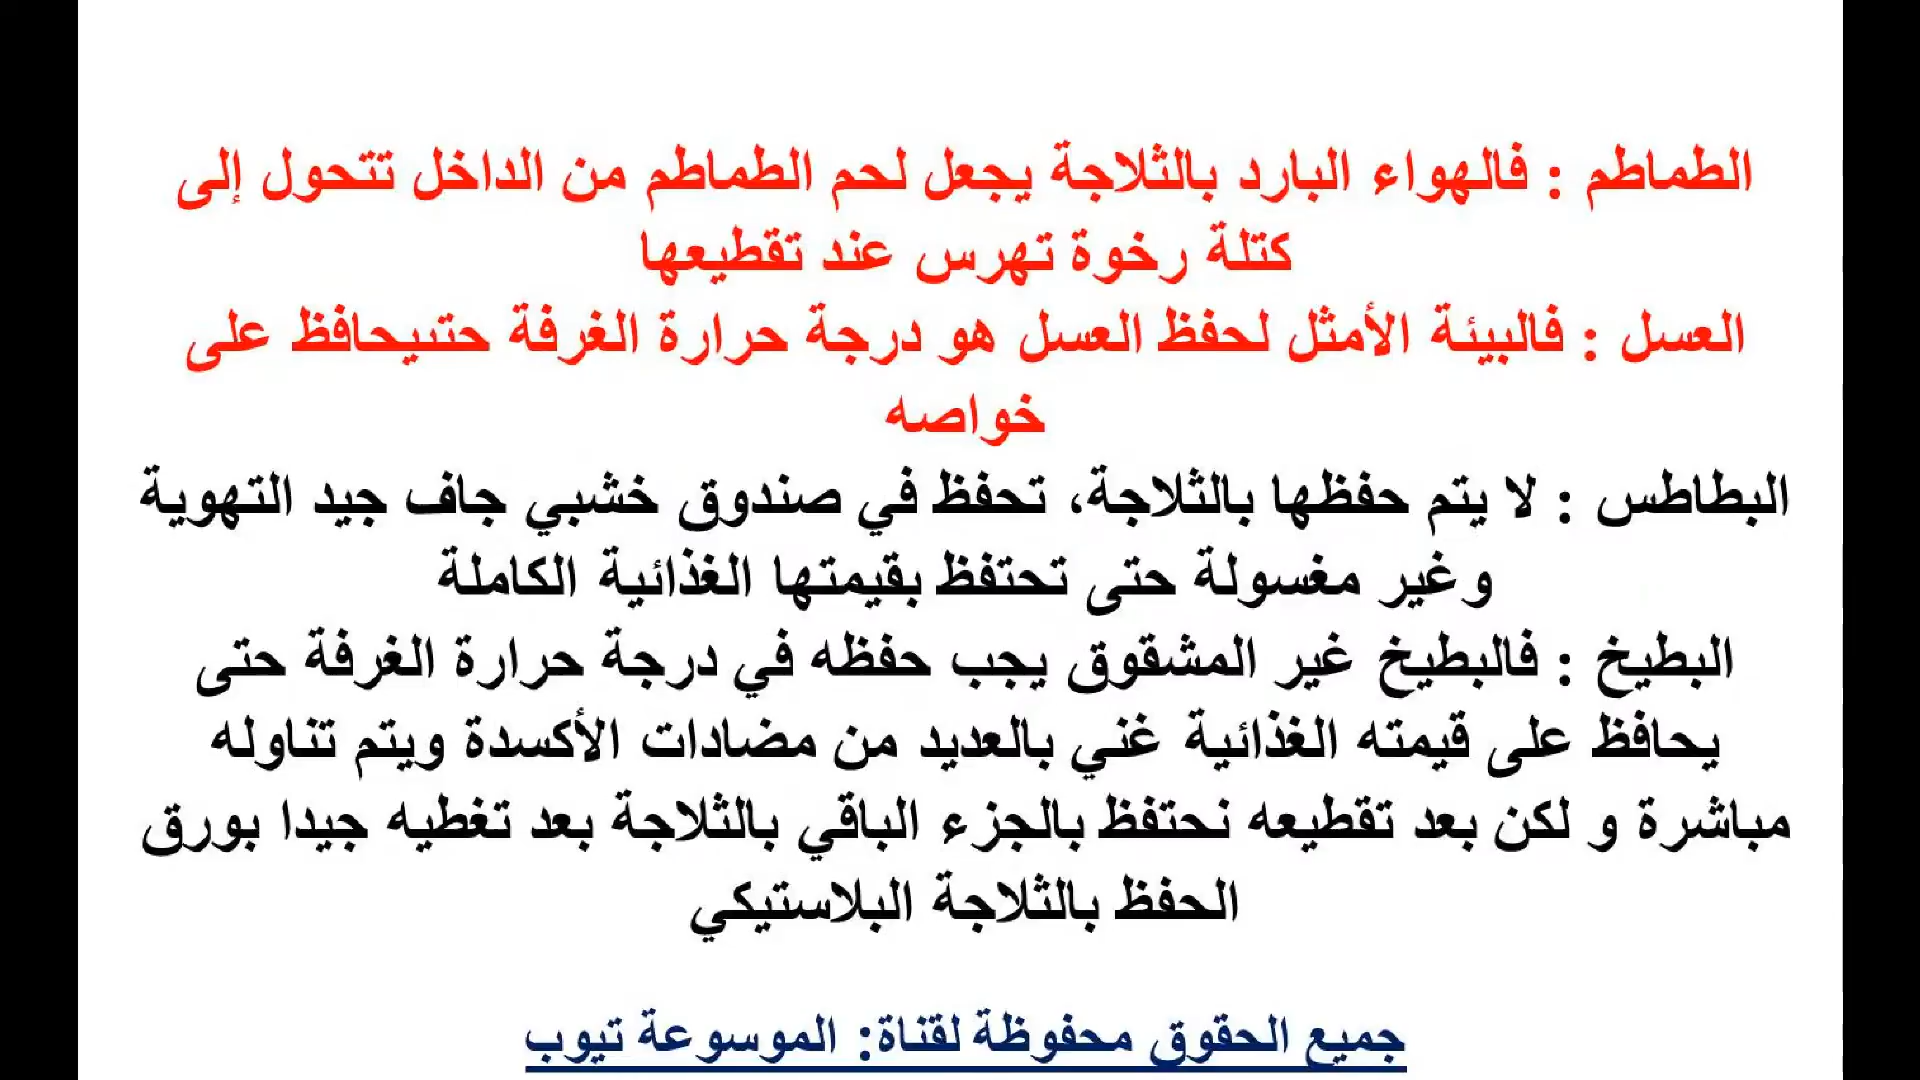 الطماطم : فالهواء البارد بالثلاجة يجعل لحم الطماطم من الداخل تتحول إلى
كتلة رخوة تهرس عند تقطيعها
العسل : فالبيئة الأمثل لحفظ العسل هو درجة حرارة الغرفة حتىيحافظ على
خواصه
البطاطس : لا يتم حفظها بالثلاجة، تحفظ في صندوق خشبي جاف جيد التهوية
وغير مغسولة حتى تحتفظ بقيمتها الغذائية الكاملة
البطيخ : فالبطيخ غير المشقوق يجب حفظه في درجة حرارة الغرفة حتى
يحافظ على قيمته الغذائية غني بالعديد من مضادات الأكسدة ويتم تناوله
مباشرة و لكن بعد تقطيعه نحتفظ بالجزء الباقي بالثلاجة بعد تغطيه جيدا بورق
الحفظ بالثلاجة البلاستيكي
جميع الحقوق محفوظة لقناة: الموسوعة تيوب